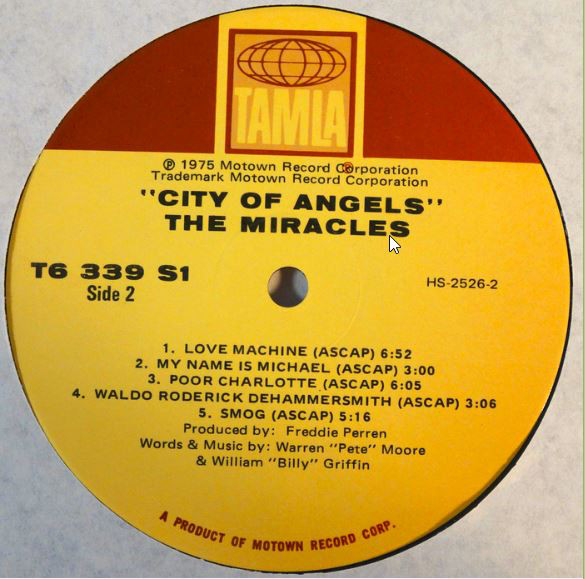 TAMLA
℗ 1975 Motown Record Corporation
Trademark Motown Record Corporation
"CITY OF ANGELS"
THE MIRACLES
T6 339 S1
Side 2
HS-2526-2
1. LOVE MACHINE (ASCAP) 6:52
2. MY NAME IS MICHAEL (ASCAP) 3:00
3. POOR CHARLOTTE (ASCAP) 6:05
4. WALDO RODERICK DEHAMMERSMITH (ASCAP) 3:06
5. SMOG (ASCAP) 5:16
Produced by: Freddie Perren
Words & Music by: Warren "Pete" Moore
& William "Billy" Griffin
A PRODUCT OF MOTOWN RECORD CORP.